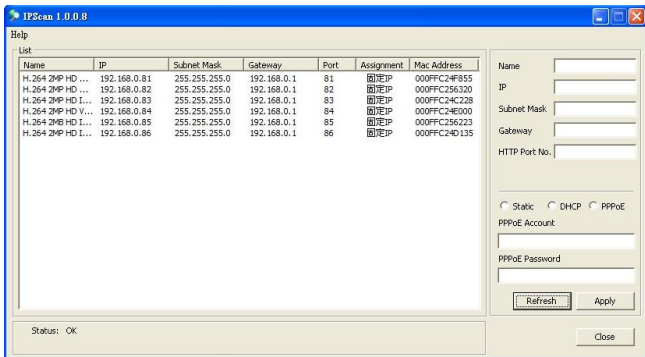 IPScan 1.0.0.8
Help
List
Name IP Subnet Mask Gateway Port Assignment Mac Address
H.264 2MP HD ... 192.168.0.81 255.255.255.0 192.168.0.1 81 固定IP 000FFC24F855
H.264 2MP HD ... 192.168.0.82 255.255.255.0 192.168.0.1 82 固定IP 000FFC256320
H.264 2MP HD I... 192.168.0.83 255.255.255.0 192.168.0.1 83 固定IP 000FFC24C228
H.264 2MP HD V... 192.168.0.84 255.255.255.0 192.168.0.1 84 固定IP 000FFC24E000
H.264 2MB HD I... 192.168.0.85 255.255.255.0 192.168.0.1 85 固定IP 000FFC256223
H.264 2MP HD I... 192.168.0.86 255.255.255.0 192.168.0.1 86 固定IP 000FFC24D135
Name
IP
Subnet Mask
Gateway
HTTP Port No.
Static DHCP PPPoE
PPPoE Account
PPPoE Password
Refresh Apply
Status: OK
Close